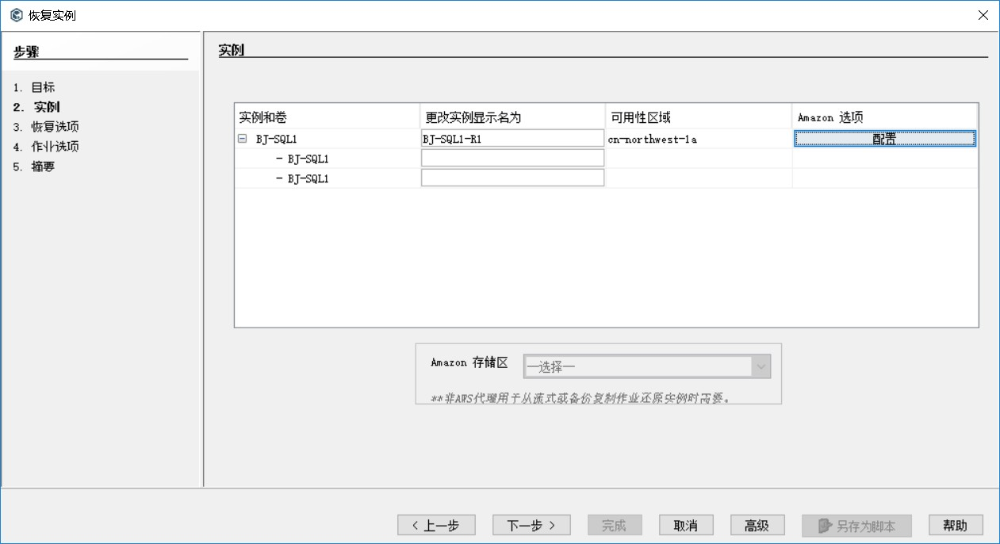 恢复实例
步骤
1. 目标
2. 实例
3. 恢复选项
4. 作业选项
5. 摘要
实例
实例和卷 更改实例显示名为 可用性区域 Amazon 选项
BJ-SQL1 BJ-SQL1-R1 cn-northwest-1a 配置
- BJ-SQL1
- BJ-SQL1
Amazon 存储区 —选择—
**非AWS代理用于从流式或备份复制作业还原实例时需要。
< 上一步 下一步 > 完成 取消 高级 另存为脚本 帮助